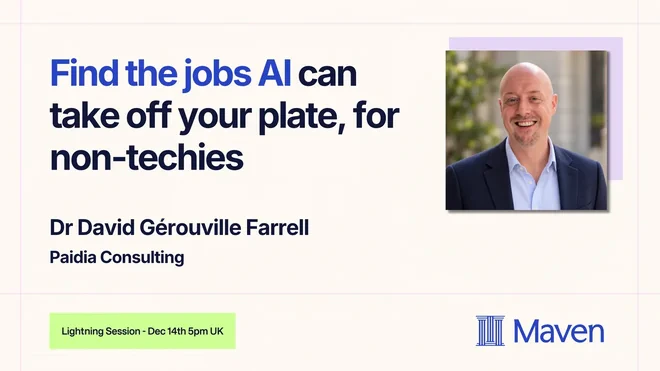 Find the jobs AI can
take off your plate, for
non-techies
Dr David Gérouville Farrell
Paidia Consulting
Lightning Session - Dec 14th 5pm UK
Maven